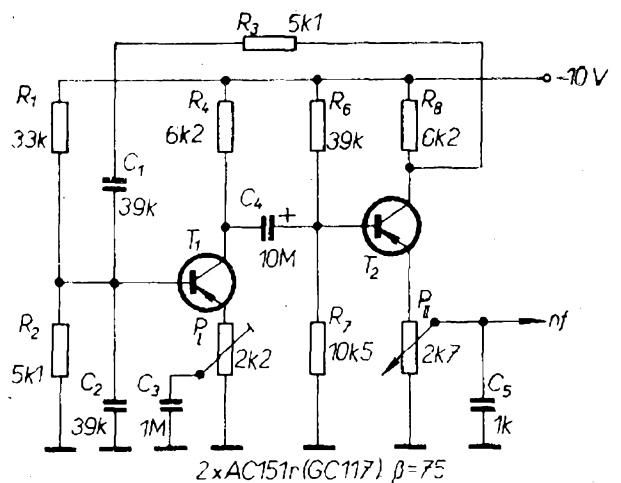 R3 5k1
-10V
R1
33k
R4
6k2
R6
39k
R8
6k2
C1
39k
C4
+
10M
T1
T2
R2
5k1
PI
2k2
R7
10k5
PII
2k7
nf
C2
39k
C3
1M
C5
1k
2xAC151r(GC117) β=75